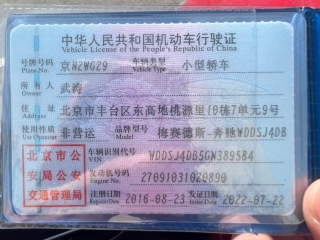 中华人民共和国机动车行驶证
Vehicle License of the People's Republic of China
号牌号码 京N2WG29 车辆类型 小型轿车
Plate No. Vehicle Type
所有人 武海
Owner
住址 北京市丰台区东高地桃源里10栋7单元9号
Address
使用性质 非营运 品牌型号 梅赛德斯-奔驰WDDSJ4DB
Use Character Model
北京市公安局公安交通管理局
车辆识别代号 WDDSJ4DB5GN389584
VIN
发动机号码 27091031020890
Engine No.
注册日期 2016-08-23 发证日期 2022-07-22
Register Date Issue Date